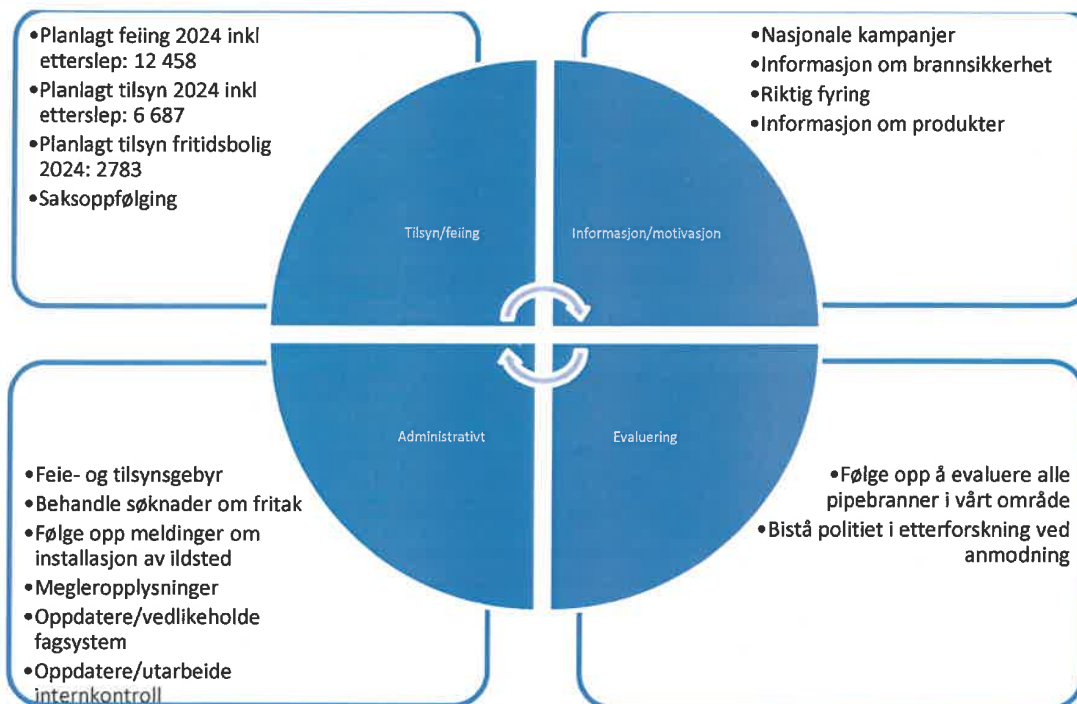 •Planlagt feiing 2024 inkl
etterslep: 12 458
•Planlagt tilsyn 2024 inkl
etterslep: 6 687
•Planlagt tilsyn fritidsbolig
2024: 2783
•Saksoppfølging
•Nasjonale kampanjer
•Informasjon om brannsikkerhet
•Riktig fyring
•Informasjon om produkter
Tilsyn/feiing
Informasjon/motivasjon
Administrativt
Evaluering
•Feie- og tilsynsgebyr
•Behandle søknader om fritak
•Følge opp meldinger om
installasjon av ildsted
•Megleropplysninger
•Oppdatere/vedlikeholde
fagsystem
•Oppdatere/utarbeide
internkontroll
•Følge opp å evaluere alle
pipebranner i vårt område
•Bistå politiet i etterforskning ved
anmodning